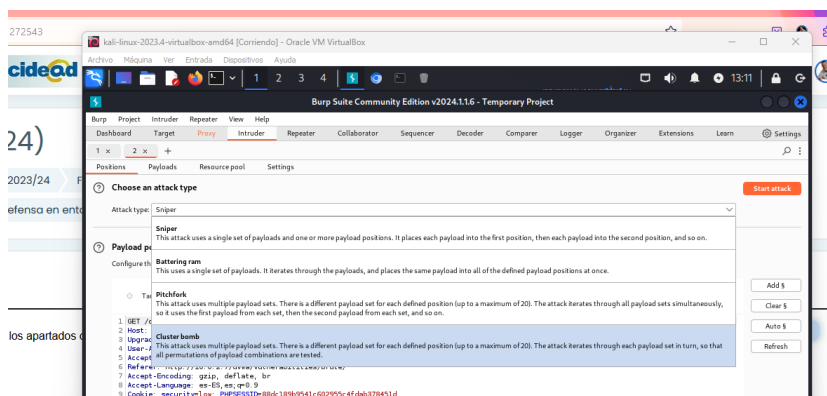 272543
kali-linux-2023.4-virtualbox-amd64 [Corriendo] - Oracle VM VirtualBox
Archivo Máquina Ver Entrada Dispositivos Ayuda
cide@d
1 2 3 4 13:11
Burp Suite Community Edition v2024.1.1.6 - Temporary Project
Burp Project Intruder Repeater View Help
Dashboard Target Proxy Intruder Repeater Collaborator Sequencer Decoder Comparer Logger Organizer Extensions Learn Settings
24)
1 × 2 × +
Positions Payloads Resource pool Settings
2023/24 F
Choose an attack type
Start attack
efensa en ento
Attack type: Sniper
Sniper
This attack uses a single set of payloads and one or more payload positions. It places each payload into the first position, then each payload into the second position, and so on.
Payload po
Battering ram
Configure th
This uses a single set of payloads. It iterates through the payloads, and places the same payload into all of the defined payload positions at once.
Add §
Pitchfork
Ta
This attack uses multiple payload sets. There is a different payload set for each defined position (up to a maximum of 20). The attack iterates through all payload sets simultaneously,
so it uses the first payload from each set, then the second payload from each set, and so on.
Clear §
1 GET /d
Auto §
2 Host:
los apartados d
Cluster bomb
3 Upgrad
This attack uses multiple payload sets. There is a different payload set for each defined position (up to a maximum of 20). The attack iterates through each payload set in turn, so that
all permutations of payload combinations are tested.
4 User-A
Refresh
5 Accept
6 Referer:
7 Accept-Encoding: gzip, deflate, br
8 Accept-Language: es-ES,es;q=0.9
9 Cookie: security=low; PHPSESSID=88dc189b9541c602955c4fdab378451d